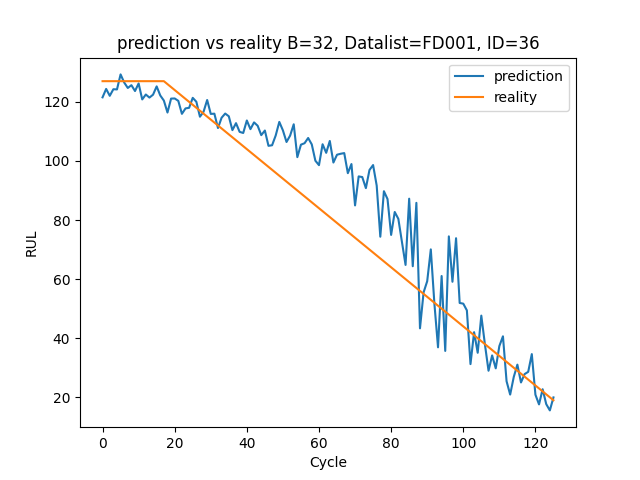 prediction vs reality B=32, Datalist=FD001, ID=36
prediction
reality
RUL
120
100
80
60
40
20
0 20 40 60 80 100 120
Cycle